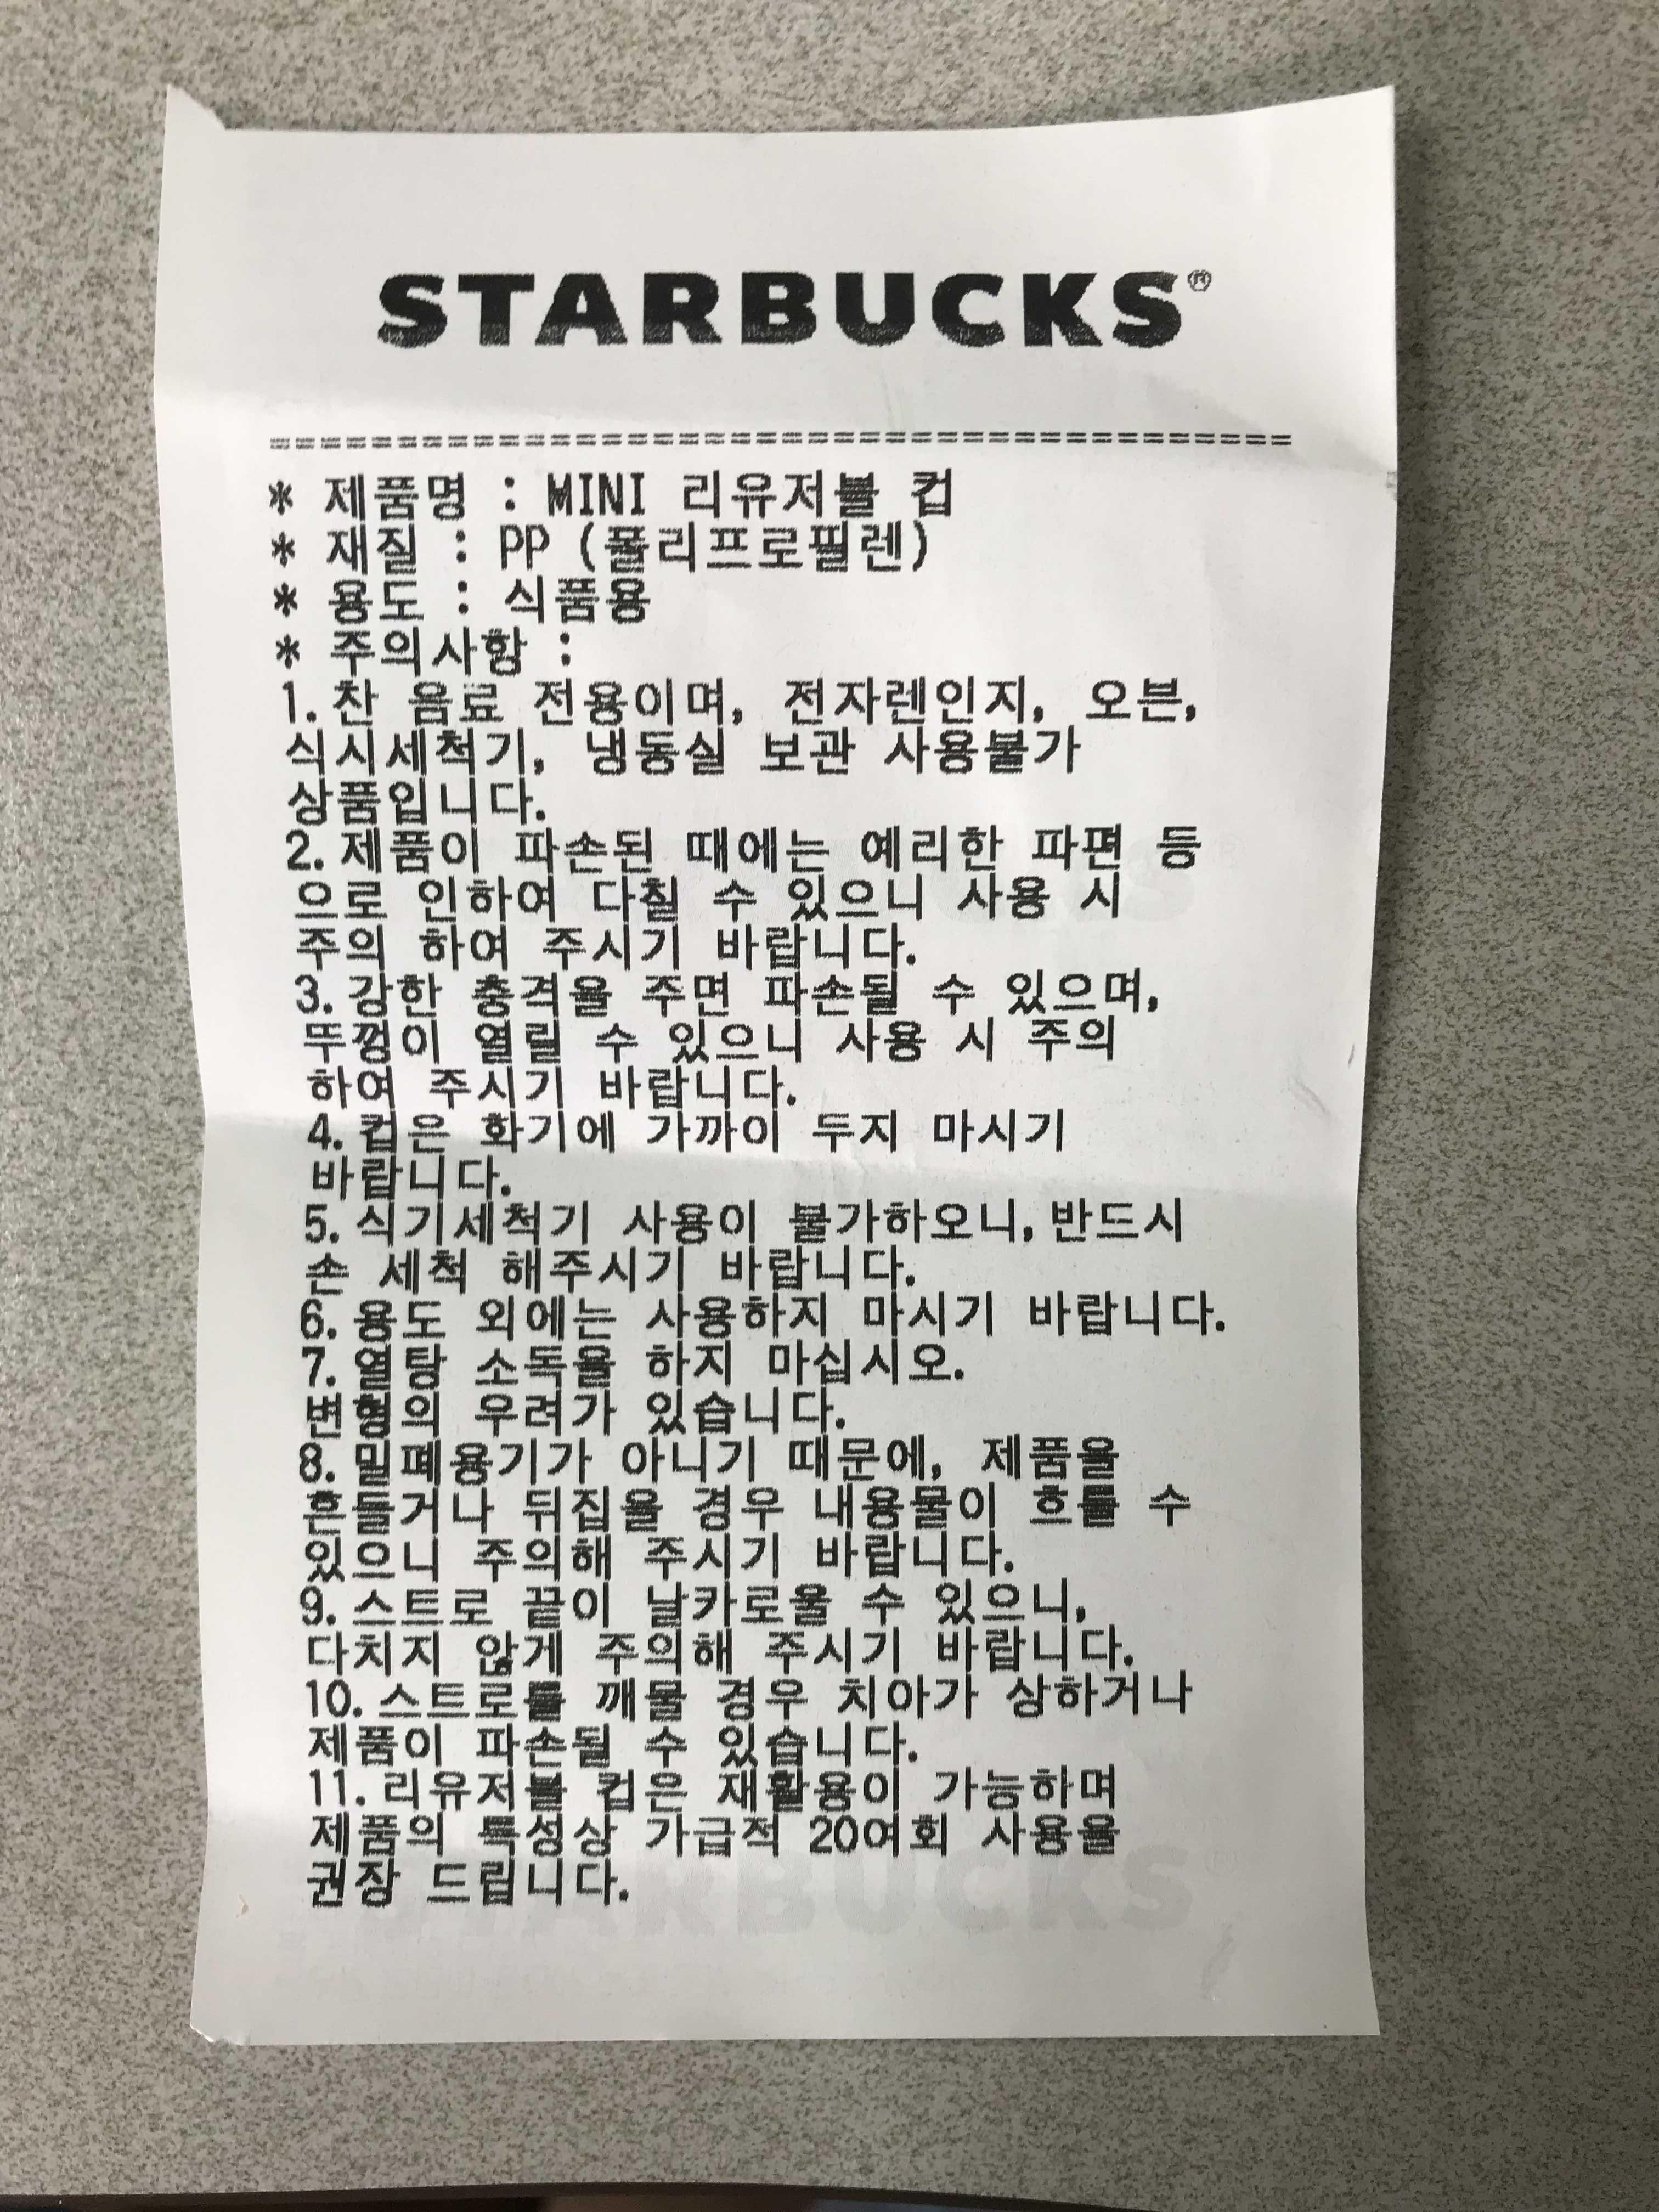 STARBUCKS®
========================================
* 제품명 : MINI 리유저블 컵
* 재질 : PP (폴리프로필렌)
* 용도 : 식품용
* 주의사항 :
1. 찬 음료 전용이며, 전자렌인지, 오븐,
식시세척기, 냉동실 보관 사용불가
상품입니다.
2. 제품이 파손된 때에는 예리한 파편 등
으로 인하여 다칠 수 있으니 사용 시
주의 하여 주시기 바랍니다.
3. 강한 충격을 주면 파손될 수 있으며,
뚜껑이 열릴 수 있으니 사용 시 주의
하여 주시기 바랍니다.
4. 컵은 화기에 가까이 두지 마시기
바랍니다.
5. 식기세척기 사용이 불가하오니, 반드시
손 세척 해주시기 바랍니다.
6. 용도 외에는 사용하지 마시기 바랍니다.
7. 열탕 소독을 하지 마십시오.
변형의 우려가 있습니다.
8. 밀폐용기가 아니기 때문에, 제품을
흔들거나 뒤집을 경우 내용물이 흐를 수
있으니 주의해 주시기 바랍니다.
9. 스트로 끝이 날카로울 수 있으니,
다치지 않게 주의해 주시기 바랍니다.
10. 스트로를 깨물 경우 치아가 상하거나
제품이 파손될 수 있습니다.
11. 리유저블 컵은 재활용이 가능하며
제품의 특성상 가급적 20여회 사용을
권장 드립니다.